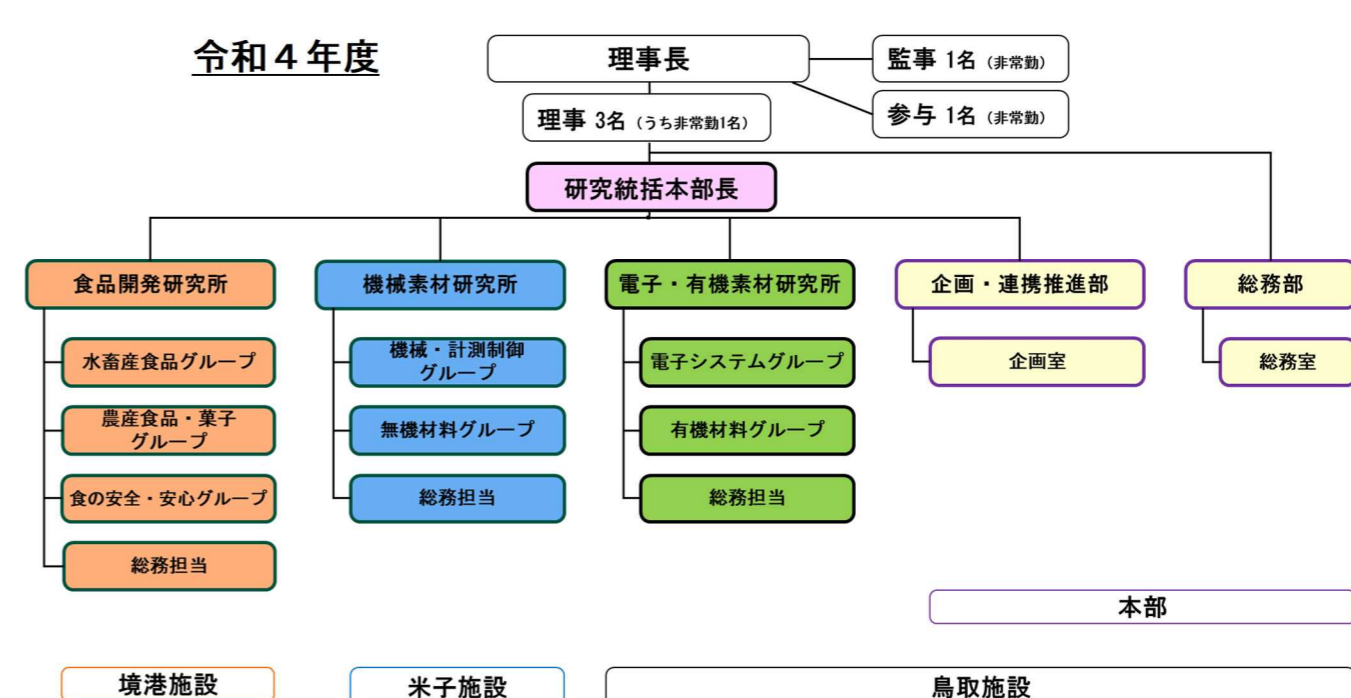 令和４年度
理事長
監事 1名 (非常勤)
理事 3名 (うち非常勤1名)
参与 1名 (非常勤)
研究統括本部長
食品開発研究所
機械素材研究所
電子・有機素材研究所
企画・連携推進部
総務部
水畜産食品グループ
機械・計測制御
グループ
電子システムグループ
企画室
総務室
農産食品・菓子
グループ
無機材料グループ
有機材料グループ
食の安全・安心グループ
総務担当
総務担当
総務担当
本部
境港施設
米子施設
鳥取施設